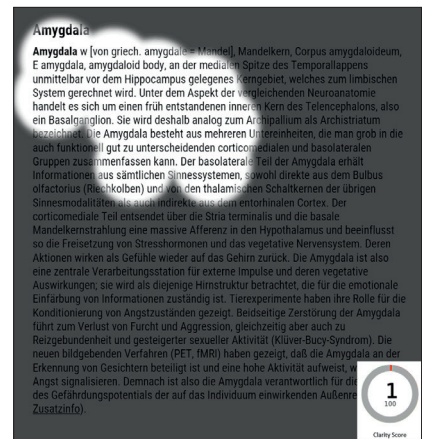 Amygdala
Amygdala w [von griech. amygdale = Mandel], Mandelkern, Corpus amygdaloideum,
E amygdala, amygdaloid body, an der medialen Spitze des Temporallappens
unmittelbar vor dem Hippocampus gelegenes Kerngebiet, welches zum limbischen
System gerechnet wird. Unter dem Aspekt der vergleichenden Neuroanatomie
handelt es sich um einen früh entstandenen inneren Kern des Telencephalons, also
ein Basalganglion. Sie wird deshalb analog zum Archipallium als Archistriatum
bezeichnet. Die Amygdala besteht aus mehreren Untereinheiten, die man grob in die
auch funktionell gut zu unterscheidenden corticomedialen und basolateralen
Gruppen zusammenfassen kann. Der basolaterale Teil der Amygdala erhält
Informationen aus sämtlichen Sinnessystemen, sowohl direkte aus dem Bulbus
olfactorius (Riechkolben) und von den thalamischen Schaltkernen der übrigen
Sinnesmodalitäten als auch indirekte aus dem entorhinalen Cortex. Der
corticomediale Teil entsendet über die Stria terminalis und die basale
Mandelkernstrahlung eine massive Afferenz in den Hypothalamus und beeinflusst
so die Freisetzung von Stresshormonen und das vegetative Nervensystem. Deren
Aktionen wirken als Gefühle wieder auf das Gehirn zurück. Die Amygdala ist also
eine zentrale Verarbeitungsstation für externe Impulse und deren vegetative
Auswirkungen; sie wird als diejenige Hirnstruktur betrachtet, die für die emotionale
Einfärbung von Informationen zuständig ist. Tierexperimente haben ihre Rolle für die
Konditionierung von Angstzuständen gezeigt. Beidseitige Zerstörung der Amygdala
führt zum Verlust von Furcht und Aggression, gleichzeitig aber auch zu
Reizgebundenheit und gesteigerter sexueller Aktivität (Klüver-Bucy-Syndrom). Die
neuen bildgebenden Verfahren (PET, fMRI) haben gezeigt, daß die Amygdala an der
Erkennung von Gesichtern beteiligt ist und eine hohe Aktivität aufweist,
Angst signalisieren. Demnach ist also die Amygdala verantwortlich für die
des Gefährdungspotentials der auf das Individuum einwirkenden
Zusatzinfo).
1
100
Clarity Score